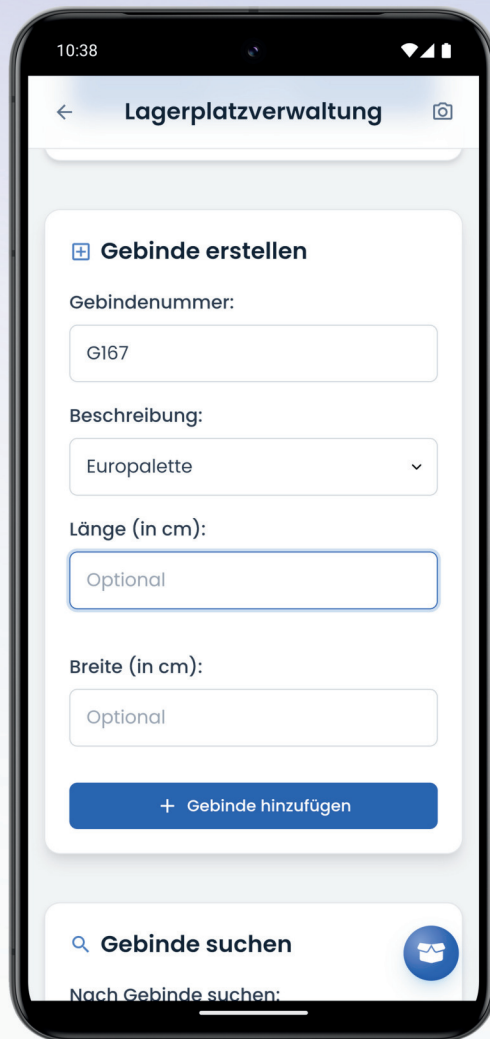 10:38
Lagerplatzverwaltung
Gebinde erstellen
Gebindenummer:
G167
Beschreibung:
Europalette
Länge (in cm):
Optional
Breite (in cm):
Optional
+ Gebinde hinzufügen
Gebinde suchen
Nach Gebinde suchen: